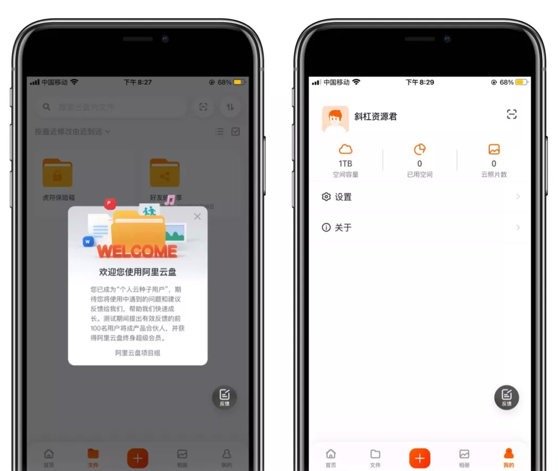 中国移动 下午8:27 68%
搜索云盘内文件
按最近修改由近到远
虎符保险箱
好友
WELCOME
欢迎您使用阿里云盘
您已成为“个人云种子用户”，期
待您将使用中遇到的问题和建议
反馈给我们，帮助我们快速成
长。测试期间提出有效反馈的前
100名用户将成产品合伙人，并获
得阿里云盘终身超级会员。
阿里云盘项目组
反馈
首页 文件 相册 我的
中国移动 下午8:29 68%
斜杠资源君
1TB
空间容量
0
已用空间
0
云照片数
设置
关于
反馈
首页 文件 相册 我的